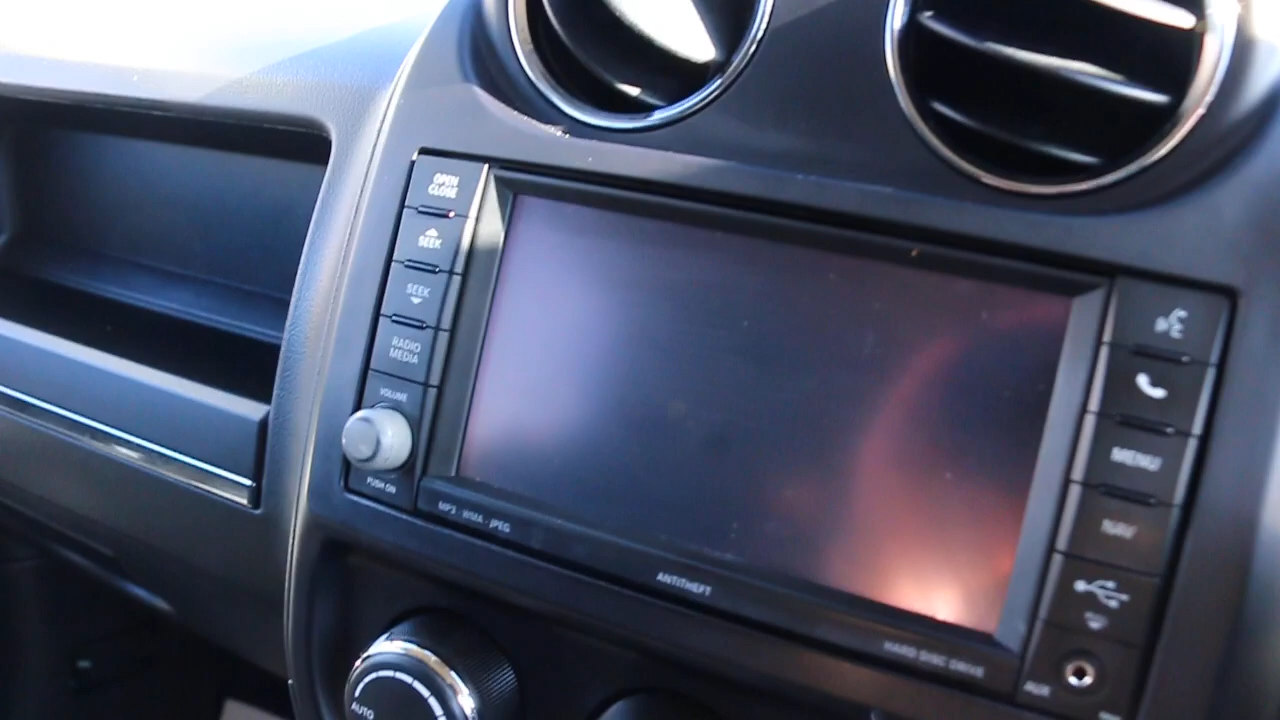 OPEN
CLOSE
SEEK
SEEK
RADIO
MEDIA
VOLUME
PUSH ON
MP3 · WMA · JPEG
ANTITHEFT
HARD DISC DRIVE
MENU
NAV
AUX
AUTO